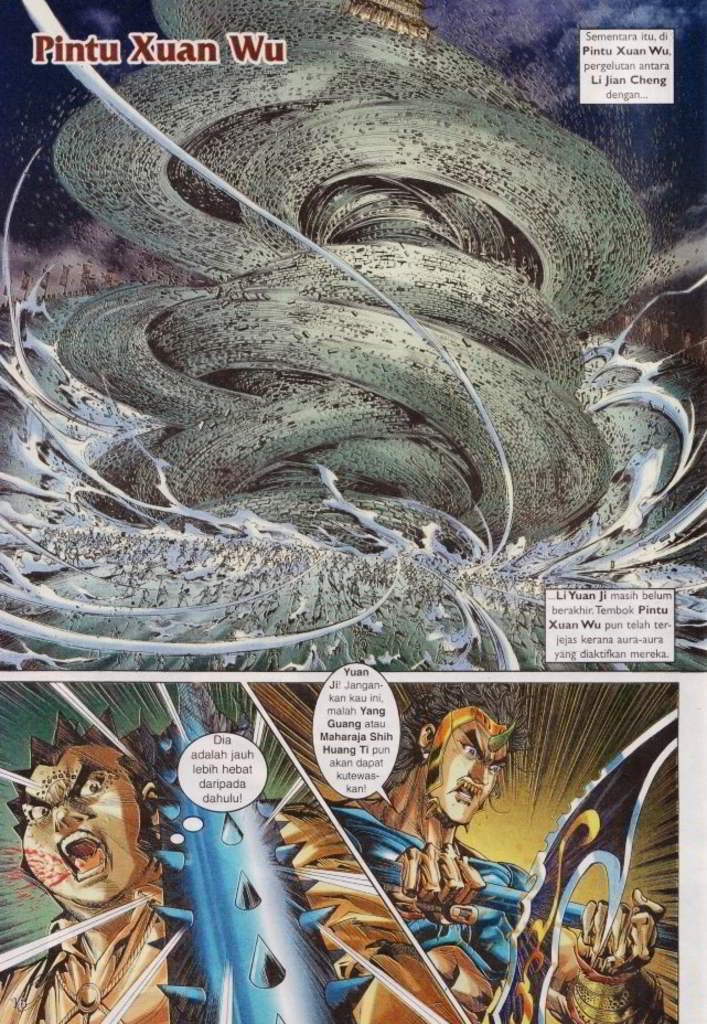 Pintu Xuan Wu
Sementara itu, di
Pintu Xuan Wu,
pergelutan antara
Li Jian Cheng
dengan...
...Li Yuan Ji masih belum
berakhir. Tembok Pintu
Xuan Wu pun telah ter-
jejas kerana aura-aura
yang diaktifkan mereka.
Dia
adalah jauh
lebih hebat
daripada
dahulu!
Yuan
Ji! Jangan-
kan kau ini,
malah Yang
Guang atau
Maharaja Shih
Huang Ti pun
akan dapat
kutewas-
kan!